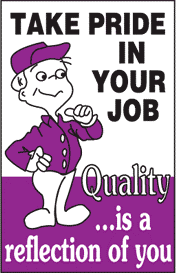 TAKE PRIDE
IN
YOUR
JOB
Quality
...is a
reflection of you